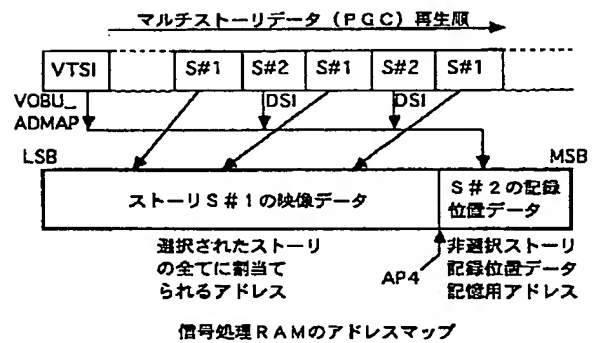 マルチストーリデータ（PGC）再生順
VTSI S#1 S#2 S#1 S#2 S#1
VOBU_
ADMAP
DSI DSI
LSB MSB
ストーリS#1の映像データ
S#2の記録
位置データ
選択されたストーリ
の全てに割当て
られるアドレス
AP4
非選択ストーリ
記録位置データ
記憶用アドレス
信号処理RAMのアドレスマップ